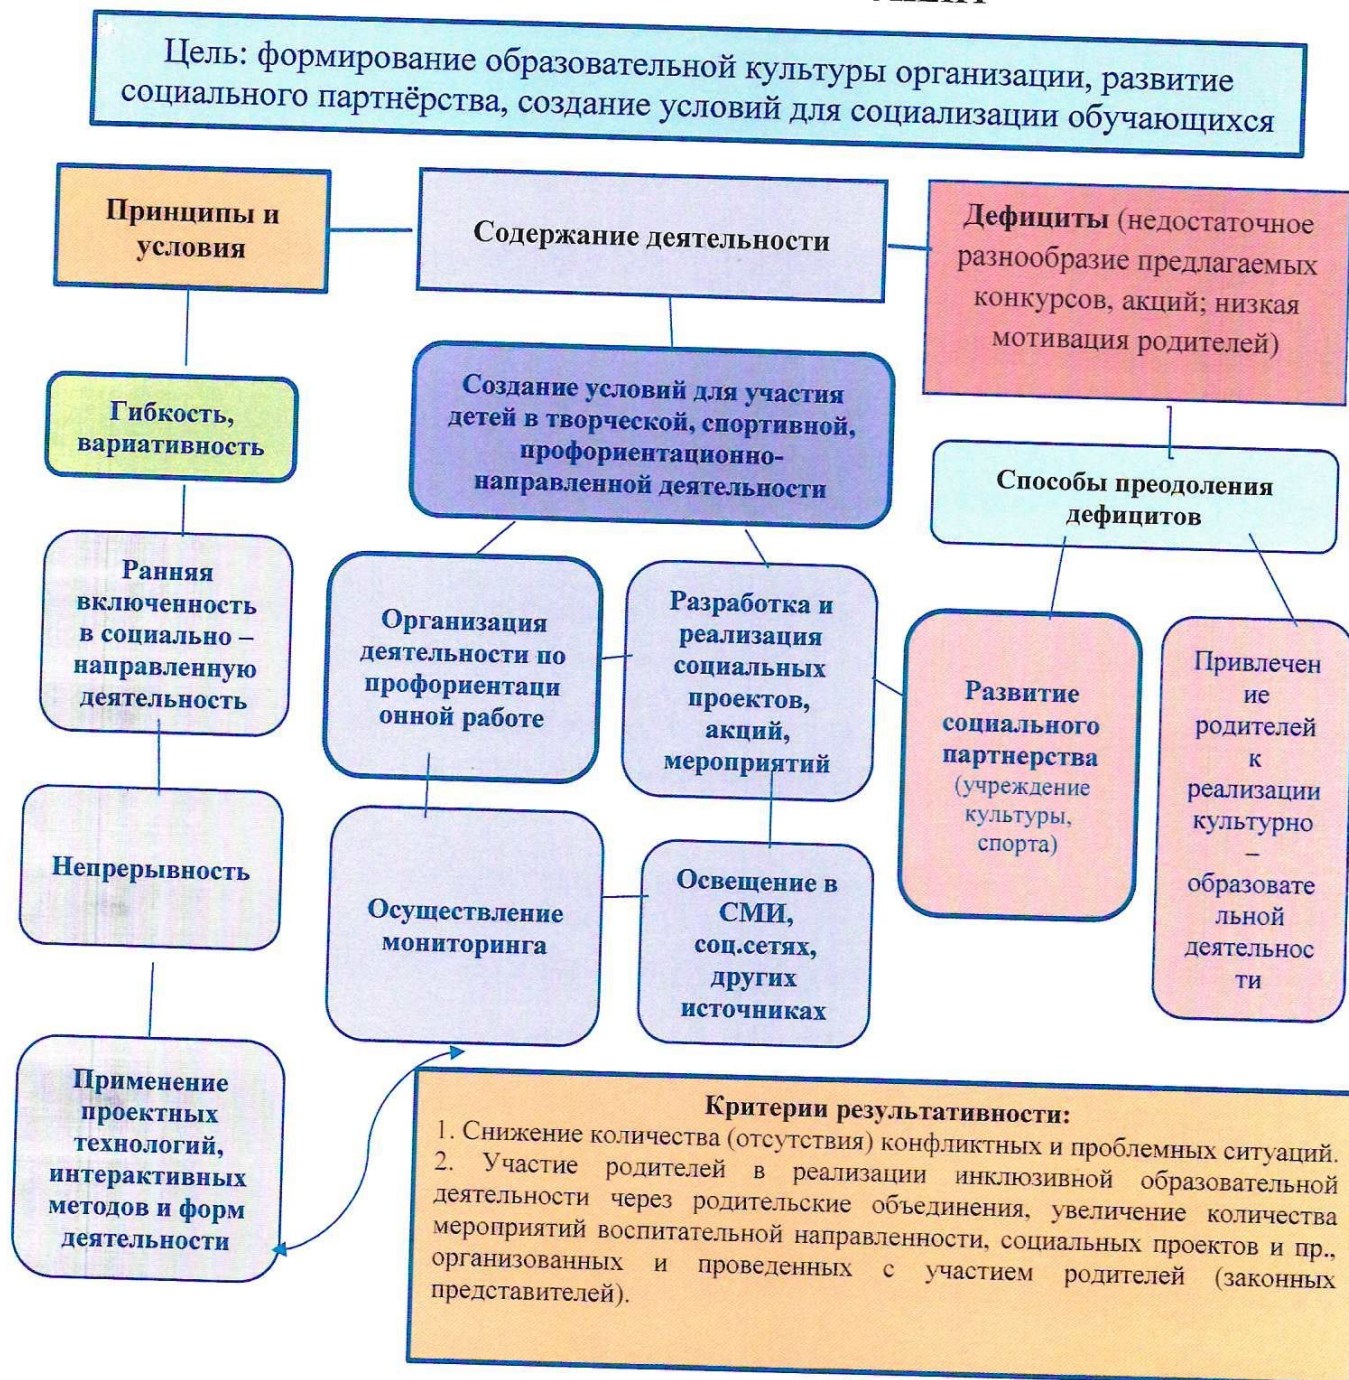 Цель: формирование образовательной культуры организации, развитие
социального партнёрства, создание условий для социализации обучающихся
Принципы и
условия
Содержание деятельности
Дефициты (недостаточное
разнообразие предлагаемых
конкурсов, акций; низкая
мотивация родителей)
Гибкость,
вариативность
Создание условий для участия
детей в творческой, спортивной,
профориентационно-
направленной деятельности
Способы преодоления
дефицитов
Ранняя
включенность
в социально –
направленную
деятельность
Организация
деятельности по
профориентаци
онной работе
Разработка и
реализация
социальных
проектов,
акций,
мероприятий
Развитие
социального
партнерства
(учреждение
культуры,
спорта)
Привлечен
ие
родителей
к
реализации
культурно
–
образовате
льной
деятельнос
ти
Непрерывность
Осуществление
мониторинга
Освещение в
СМИ,
соц.сетях,
других
источниках
Применение
проектных
технологий,
интерактивных
методов и форм
деятельности
Критерии результативности:
1. Снижение количества (отсутствия) конфликтных и проблемных ситуаций.
2. Участие родителей в реализации инклюзивной образовательной
деятельности через родительские объединения, увеличение количества
мероприятий воспитательной направленности, социальных проектов и пр.,
организованных и проведенных с участием родителей (законных
представителей).